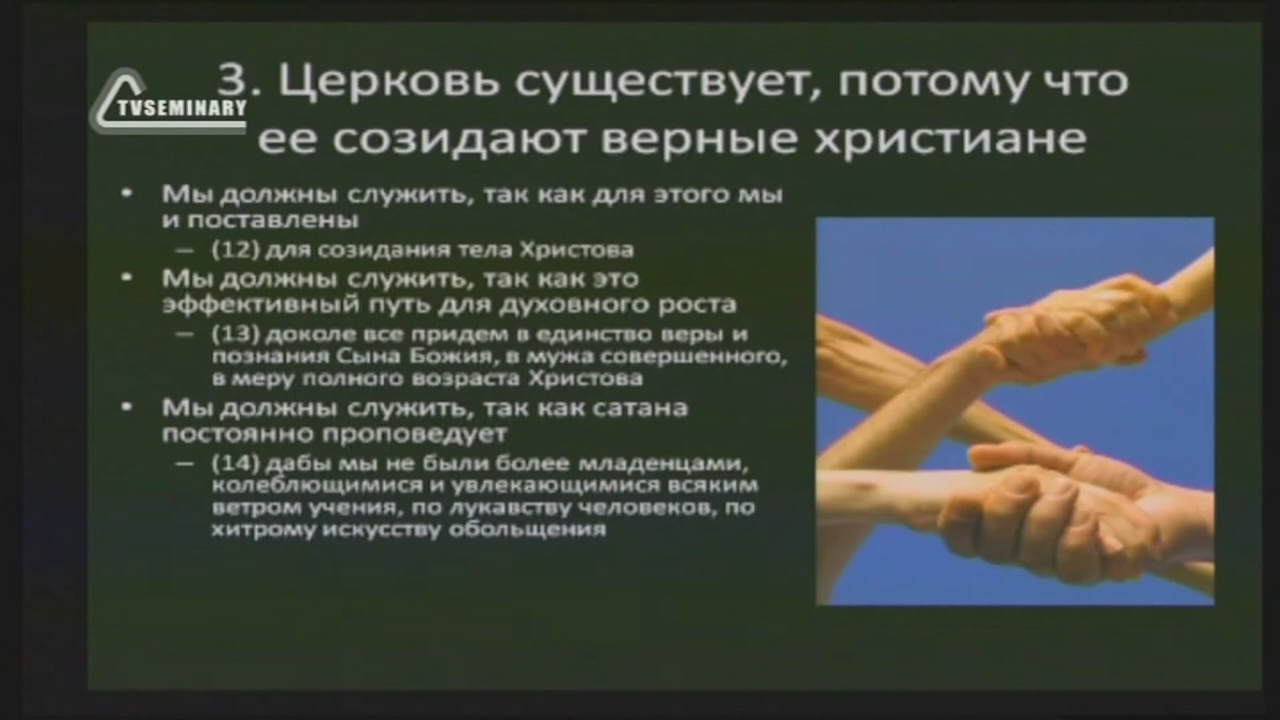 3. Церковь существует, потому что
TVSEMINARY
ее созидают верные христиане
• Мы должны служить, так как для этого мы
и поставлены
– (12) для созидания тела Христова
• Мы должны служить, так как это
эффективный путь для духовного роста
– (13) доколе все придем в единство веры и
познания Сына Божия, в мужа совершенного,
в меру полного возраста Христова
• Мы должны служить, так как сатана
постоянно проповедует
– (14) дабы мы не были более младенцами,
колеблющимися и увлекающимися всяким
ветром учения, по лукавству человеков, по
хитрому искусству обольщения